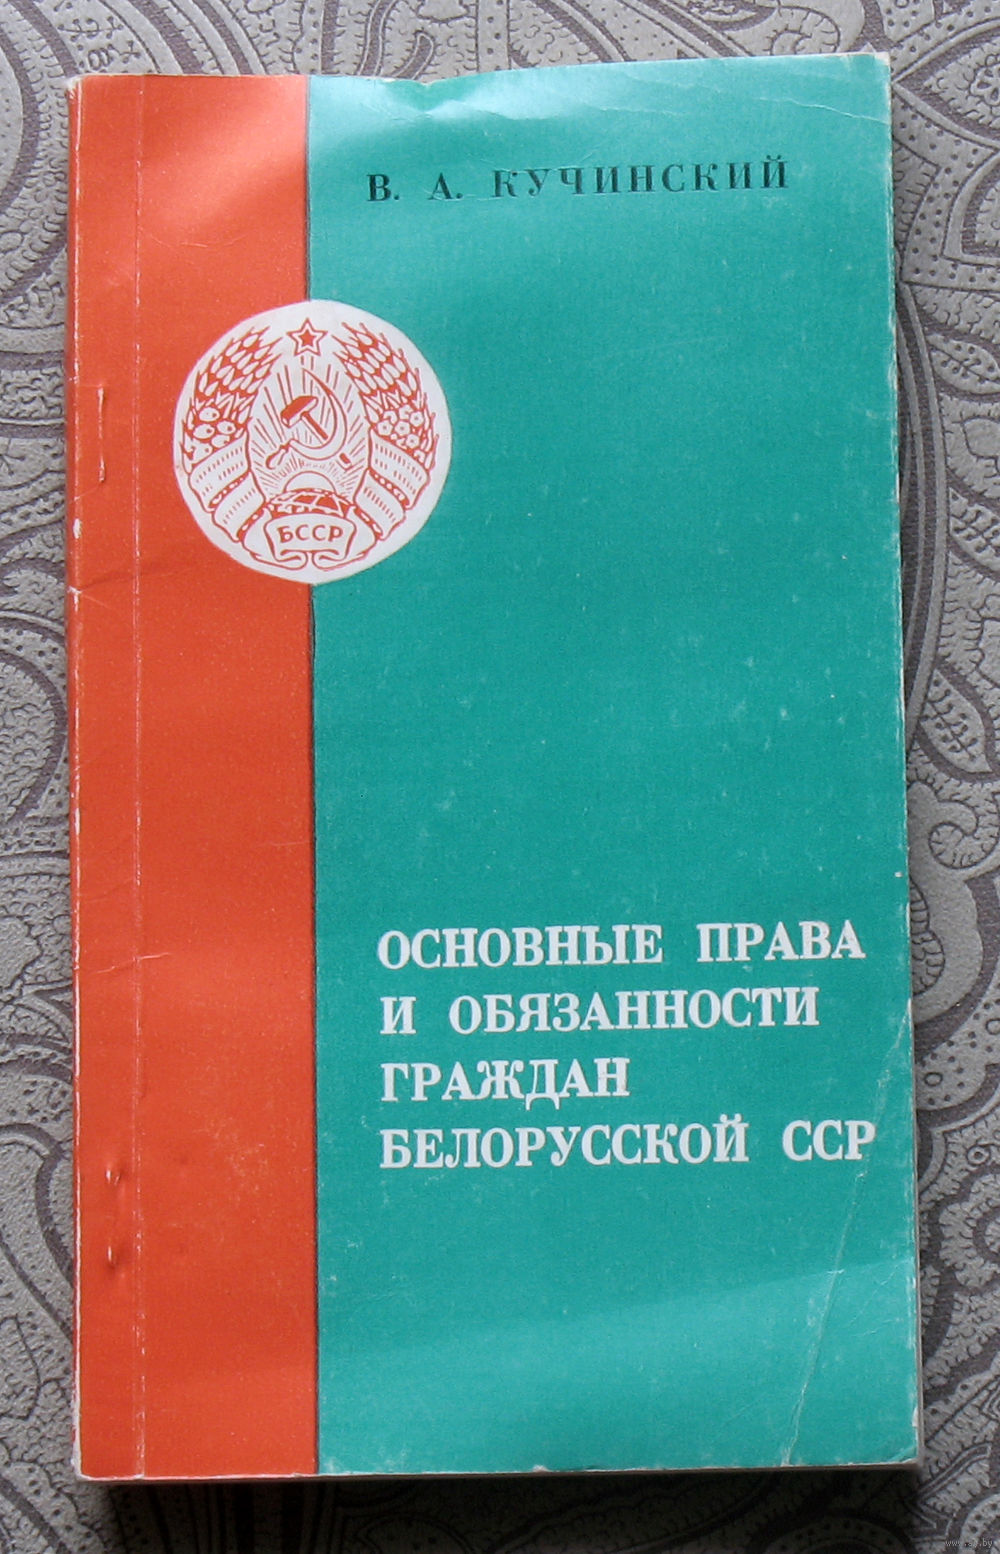 В. А. КУЧИНСКИЙ
БССР
ОСНОВНЫЕ ПРАВА
И ОБЯЗАННОСТИ
ГРАЖДАН
БЕЛОРУССКОЙ ССР